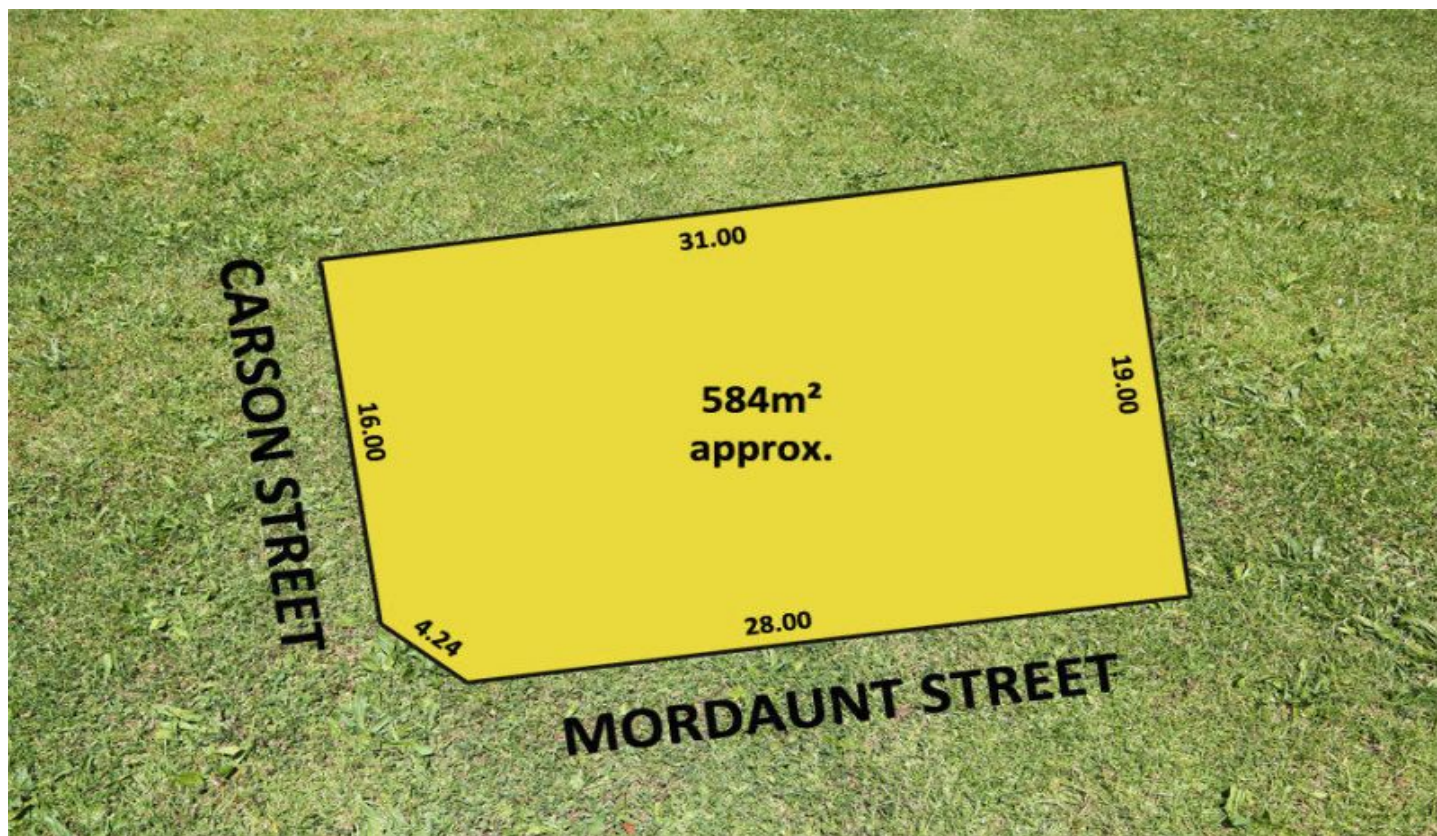 31.00
CARSON STREET
16.00
19.00
584m²
approx.
4.24
28.00
MORDAUNT STREET